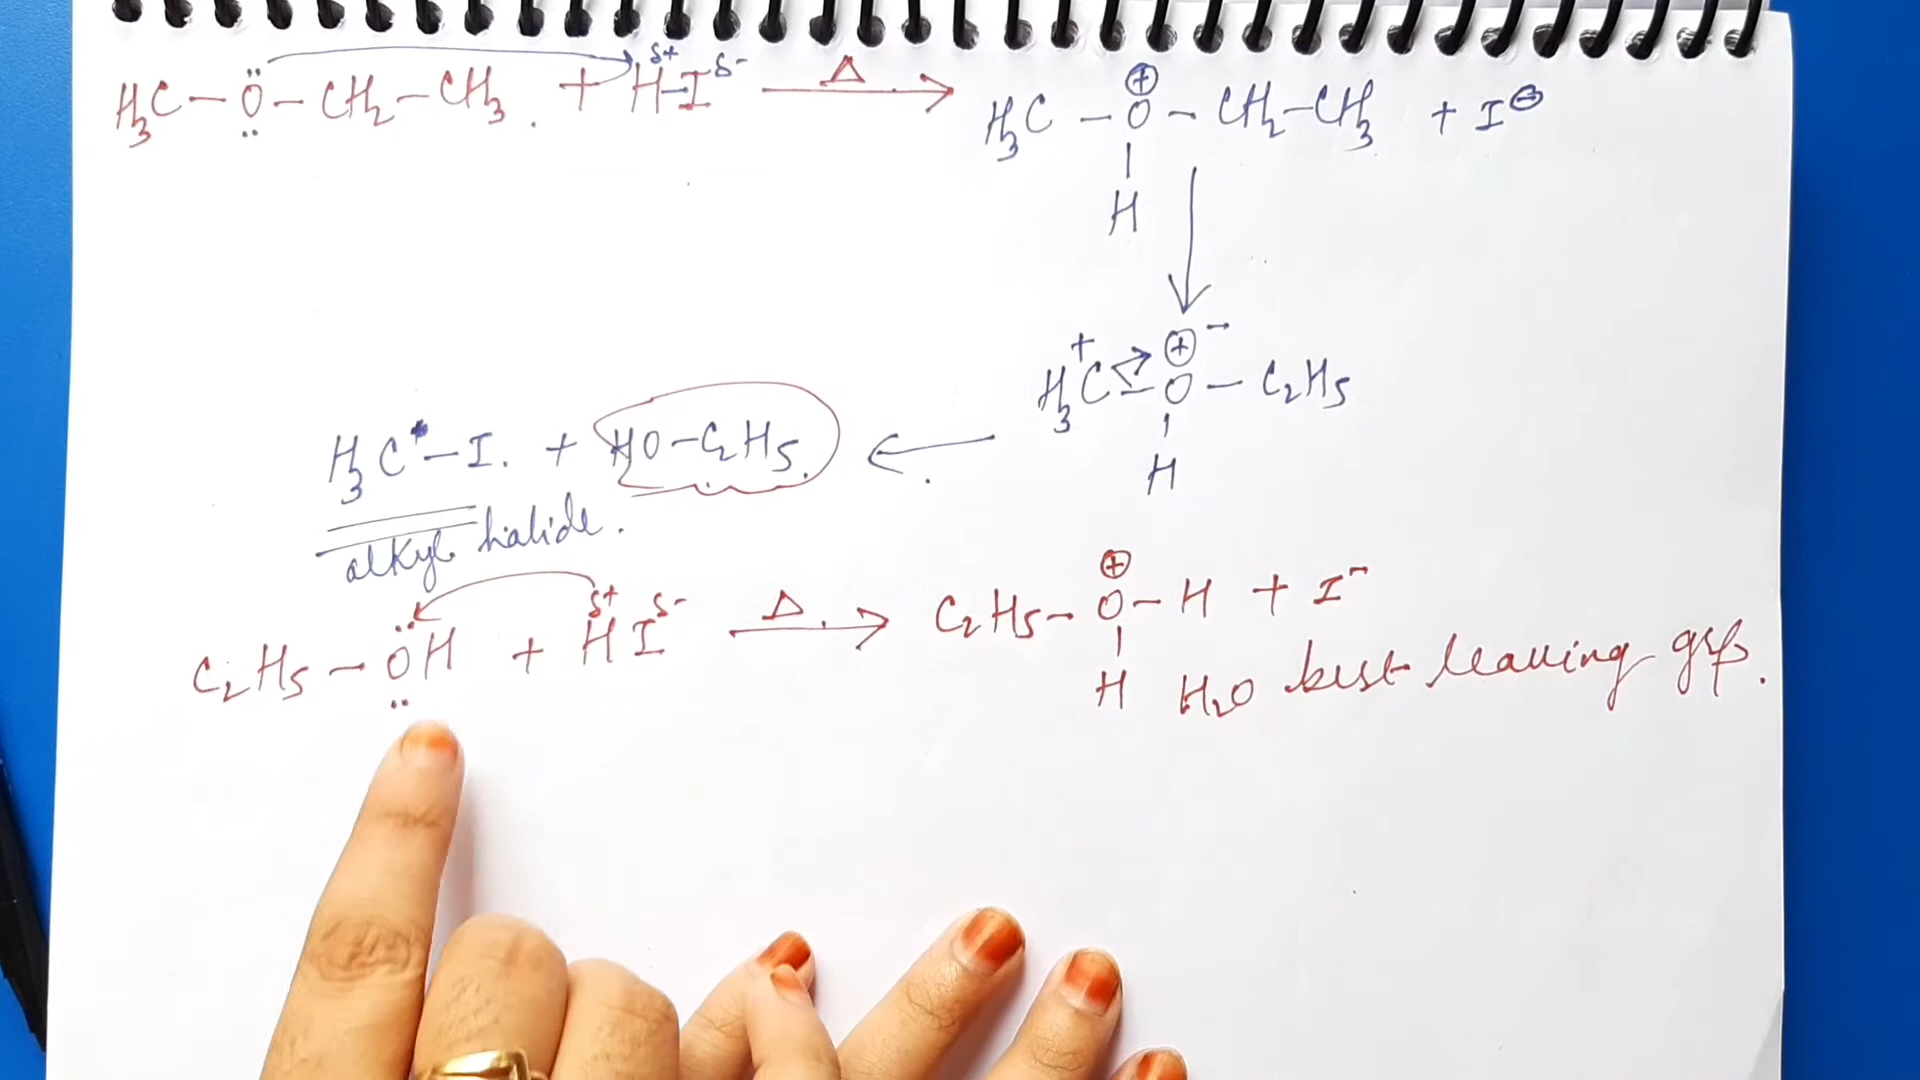 H₃C – Ö – CH₂ – CH₃ . + Hᵟ⁺–Iᵟ⁻ —Δ→ H₃C – O⊕ – CH₂–CH₃ + I⊖
H
H₃C⁺ – O⊕⁻ – C₂H₅
H
H₃C – I. + HO–C₂H₅.
alkyl halide.
C₂H₅ – ÖH + Hᵟ⁺ Iᵟ⁻ —Δ→ C₂H₅ – O⊕ – H + I⁻
H
H₂O best leaving grp.